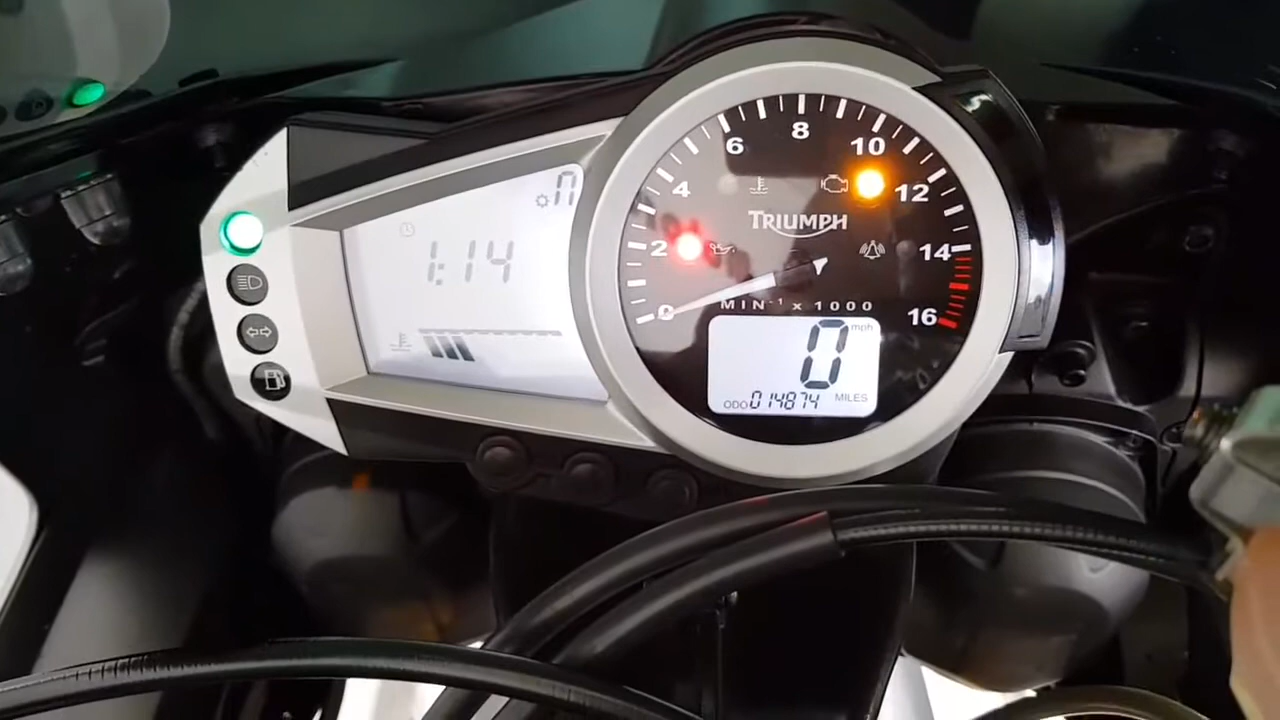 6 8 10
4 12
TRIUMPH
2 14
0 MIN⁻¹ x 1000 16
n
1:14
0 mph
ODO 014874 MILES